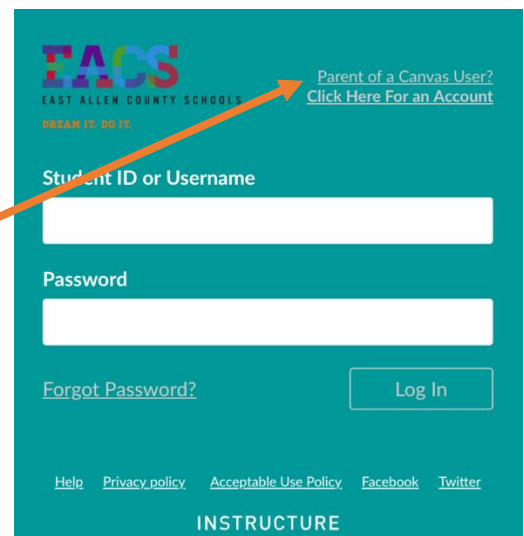 EACS
Parent of a Canvas User?
EAST ALLEN COUNTY SCHOOLS
Click Here For an Account
DREAM IT. DO IT.
Student ID or Username
Password
Forgot Password?
Log In
Help Privacy policy Acceptable Use Policy Facebook Twitter
INSTRUCTURE